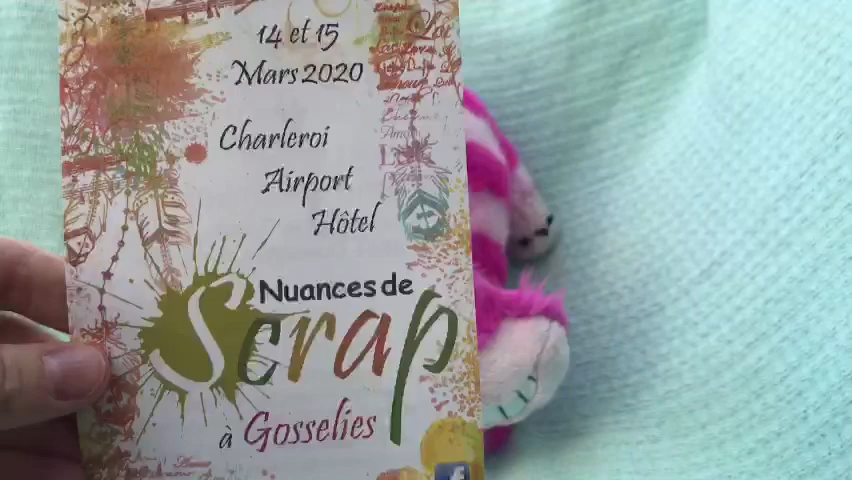 14 et 15
Mars 2020
Charleroi
Airport
Hôtel
Nuances de
Scrap
à Gosselies
f